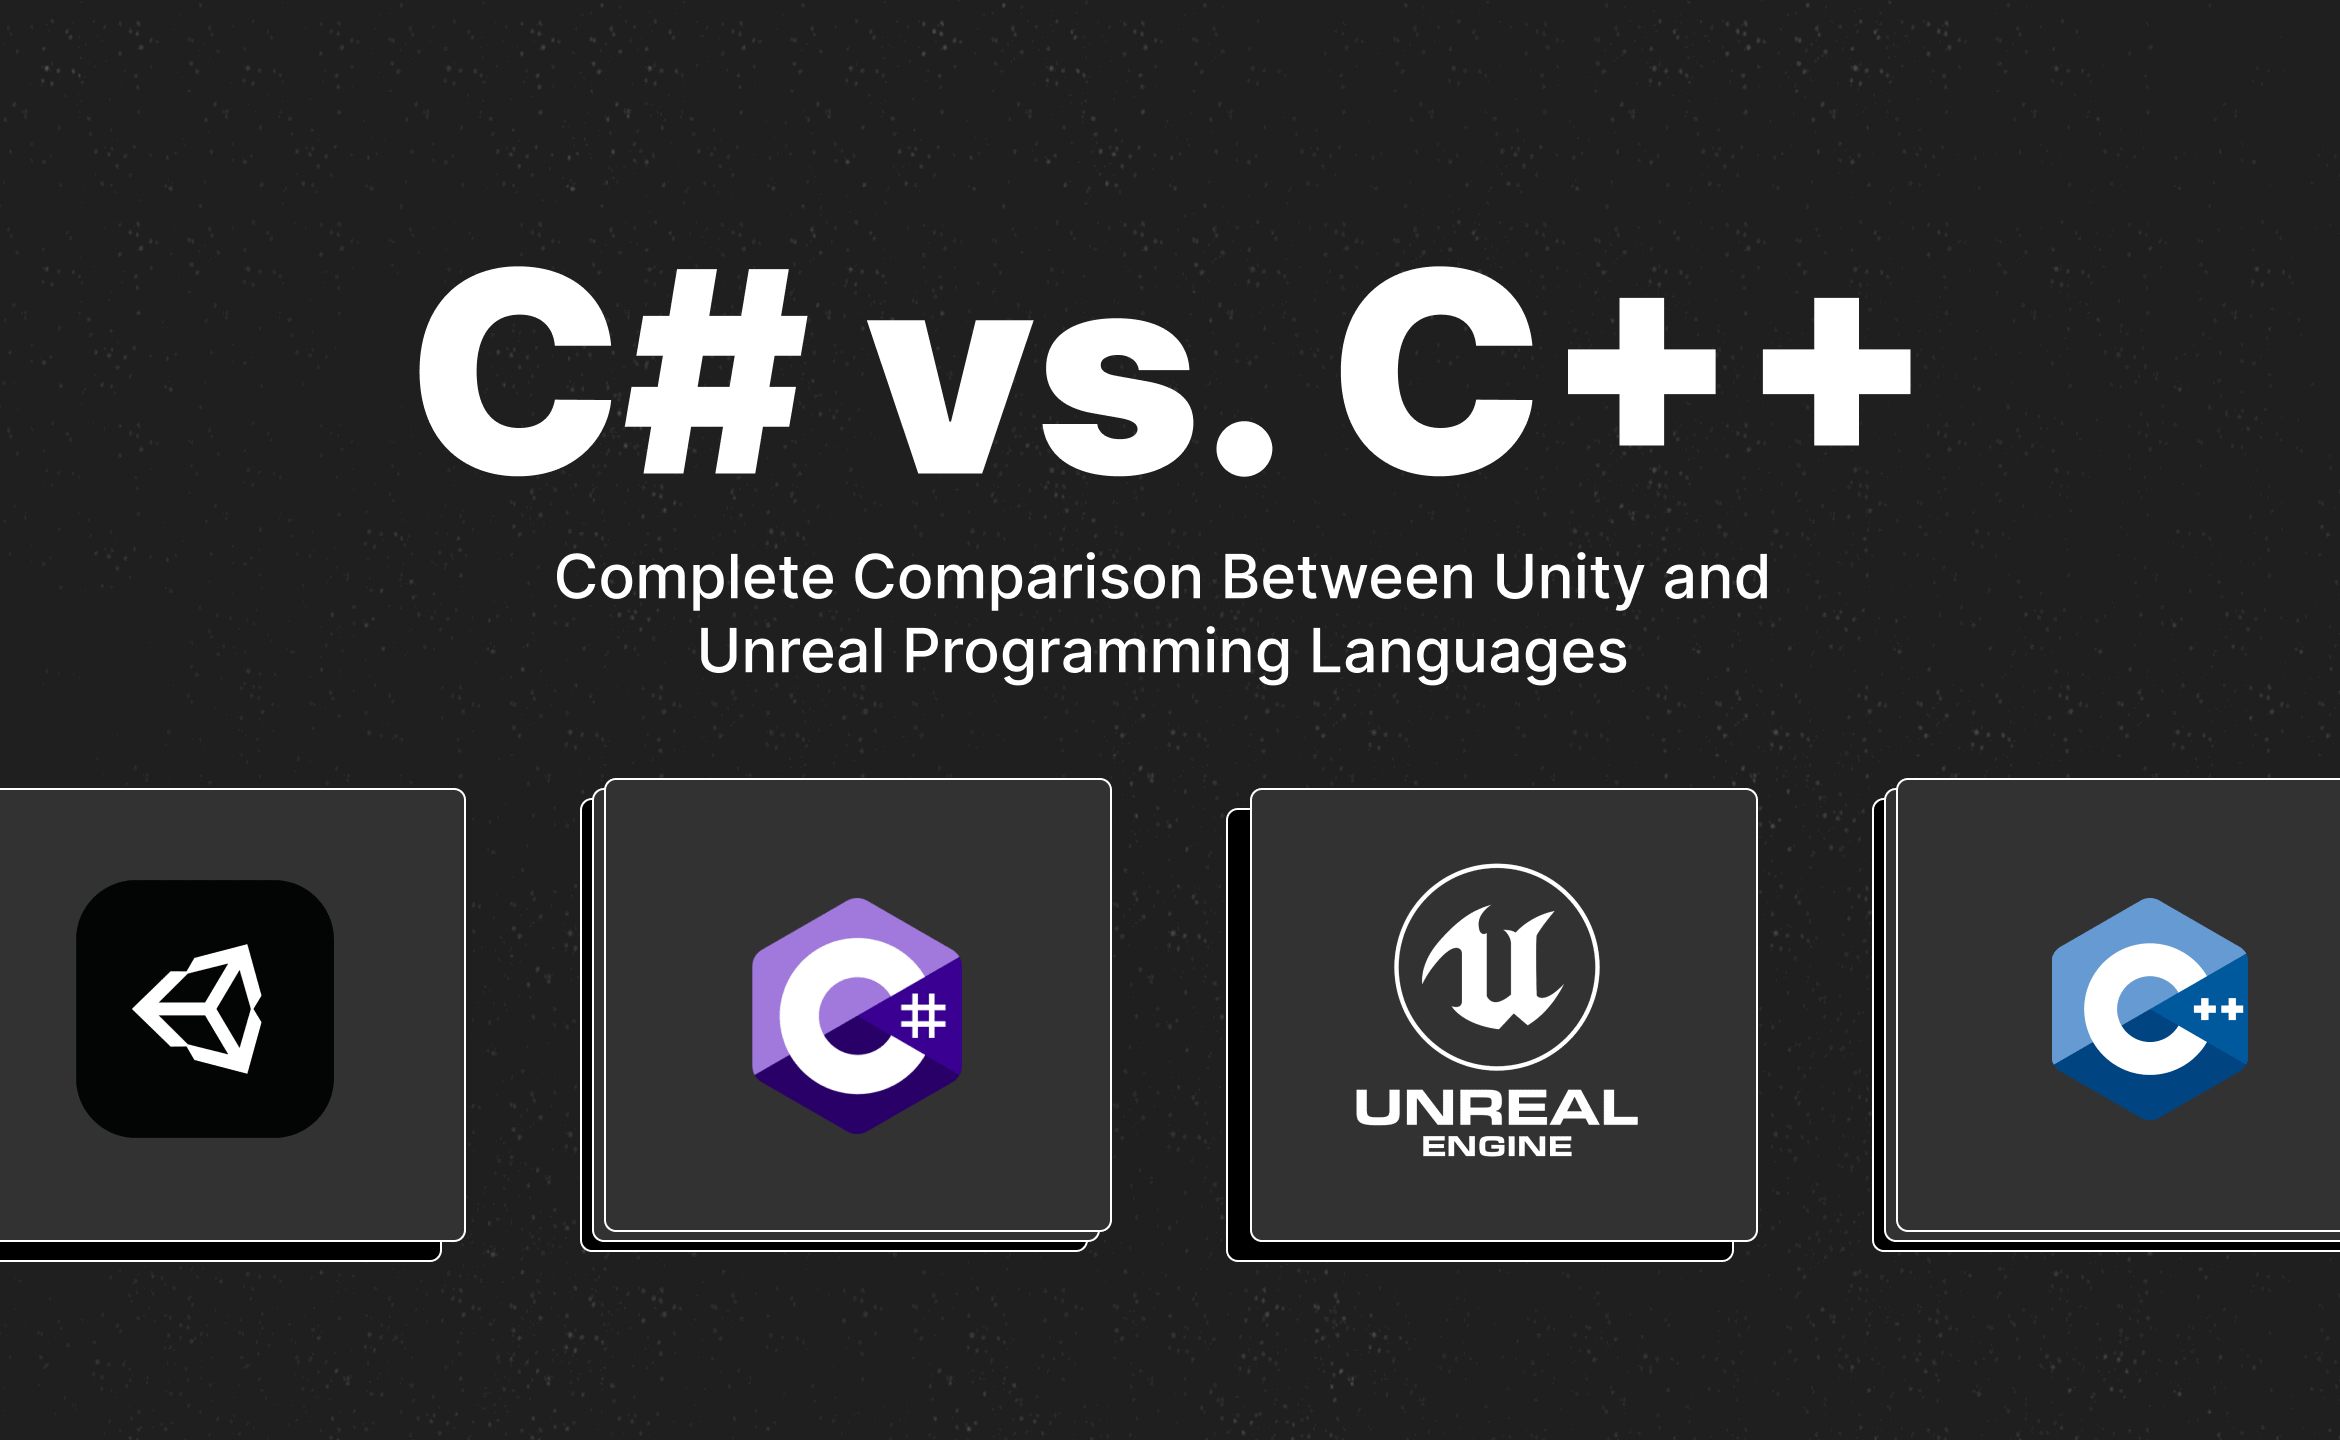 C# vs. C++
Complete Comparison Between Unity and
Unreal Programming Languages
C#
UNREAL
ENGINE
C++